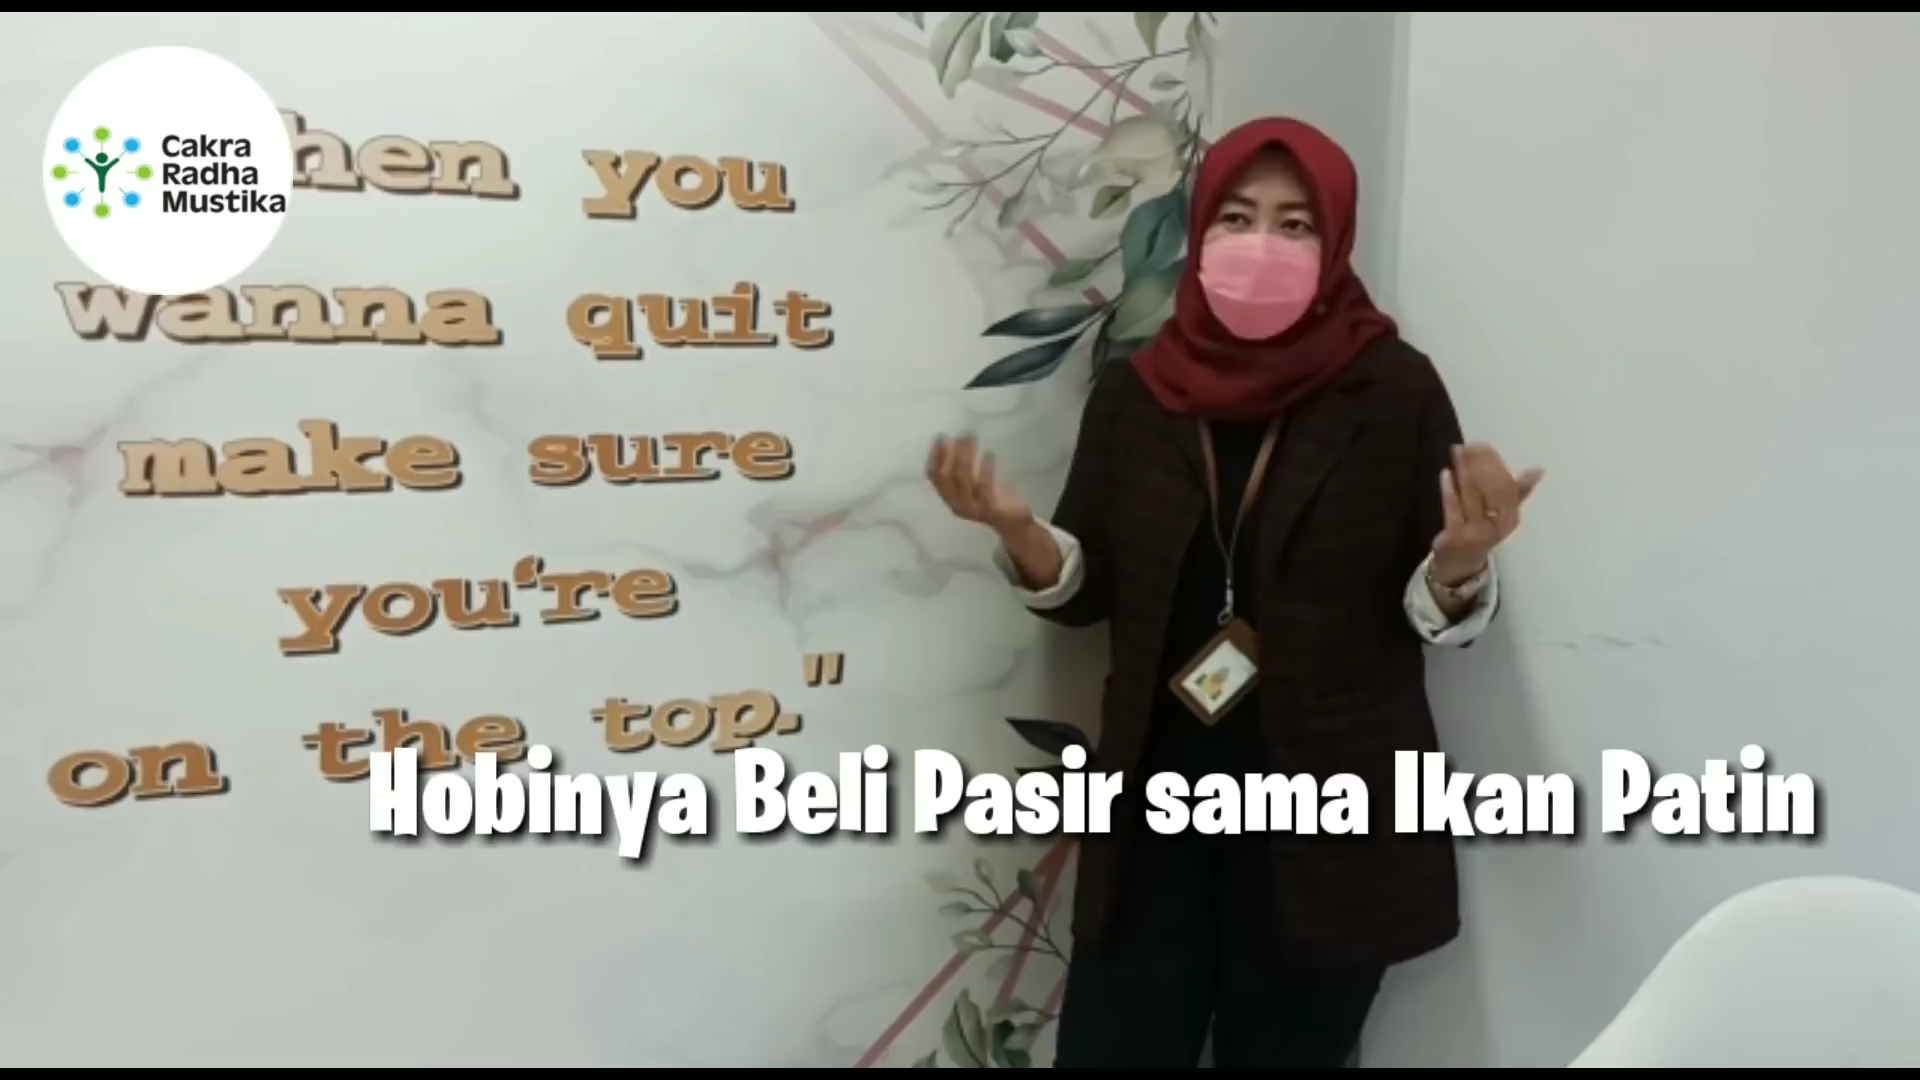 Cakra
Radha
Mustika
hen you
wanna quit
make sure
you're
on the top."
Hobinya Beli Pasir sama Ikan Patin